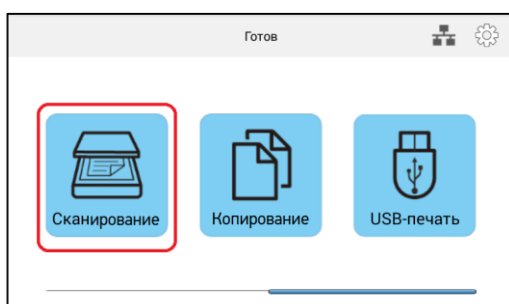 Готов
Сканирование
Копирование
USB-печать